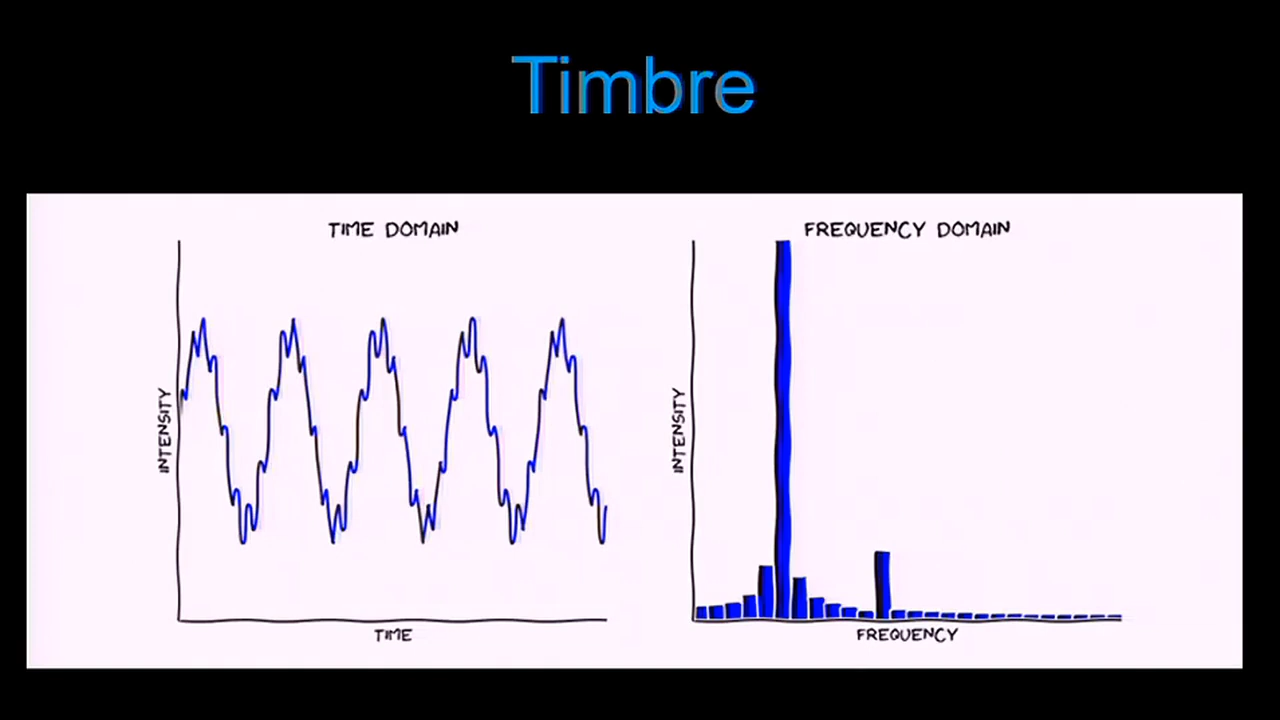 Timbre
TIME DOMAIN
INTENSITY
TIME
FREQUENCY DOMAIN
INTENSITY
FREQUENCY